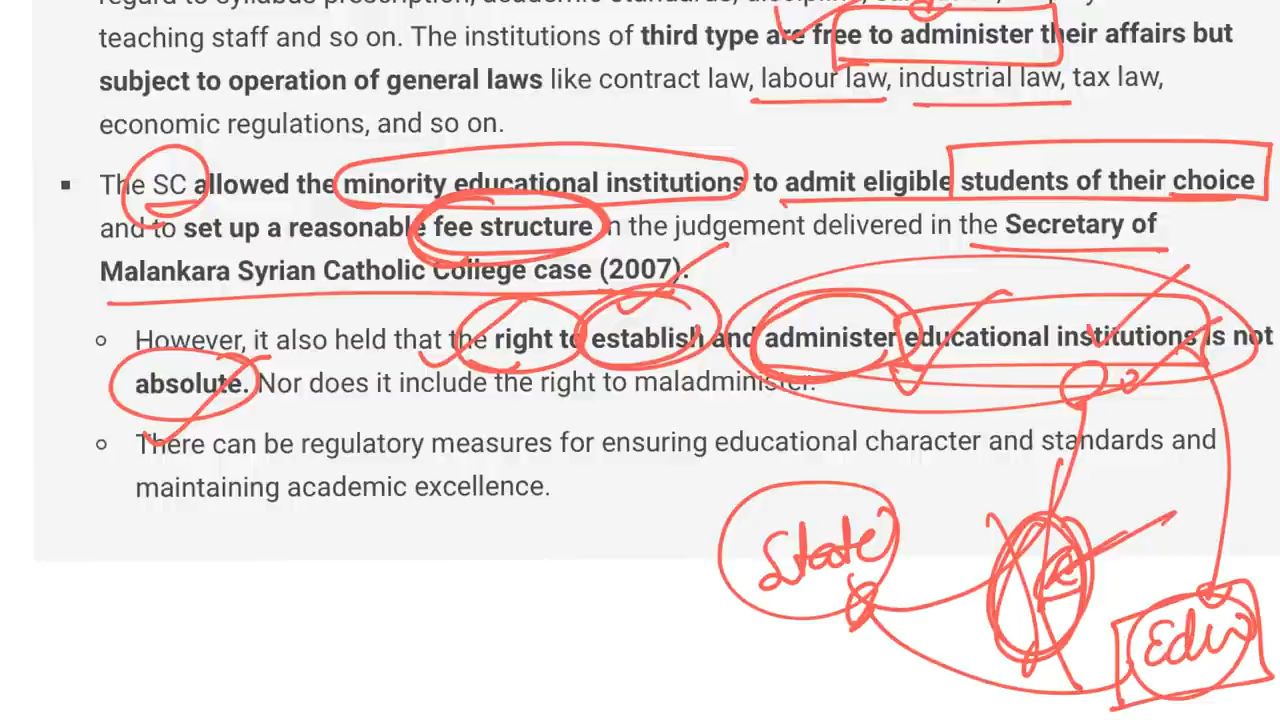 teaching staff and so on. The institutions of third type are free to administer their affairs but
subject to operation of general laws like contract law, labour law, industrial law, tax law,
economic regulations, and so on.
▪ The SC allowed the minority educational institutions to admit eligible students of their choice
and to set up a reasonable fee structure in the judgement delivered in the Secretary of
Malankara Syrian Catholic College case (2007).
However, it also held that the right to establish and administer educational institutions is not
absolute. Nor does it include the right to maladminister.
There can be regulatory measures for ensuring educational character and standards and
maintaining academic excellence.
State
Edu